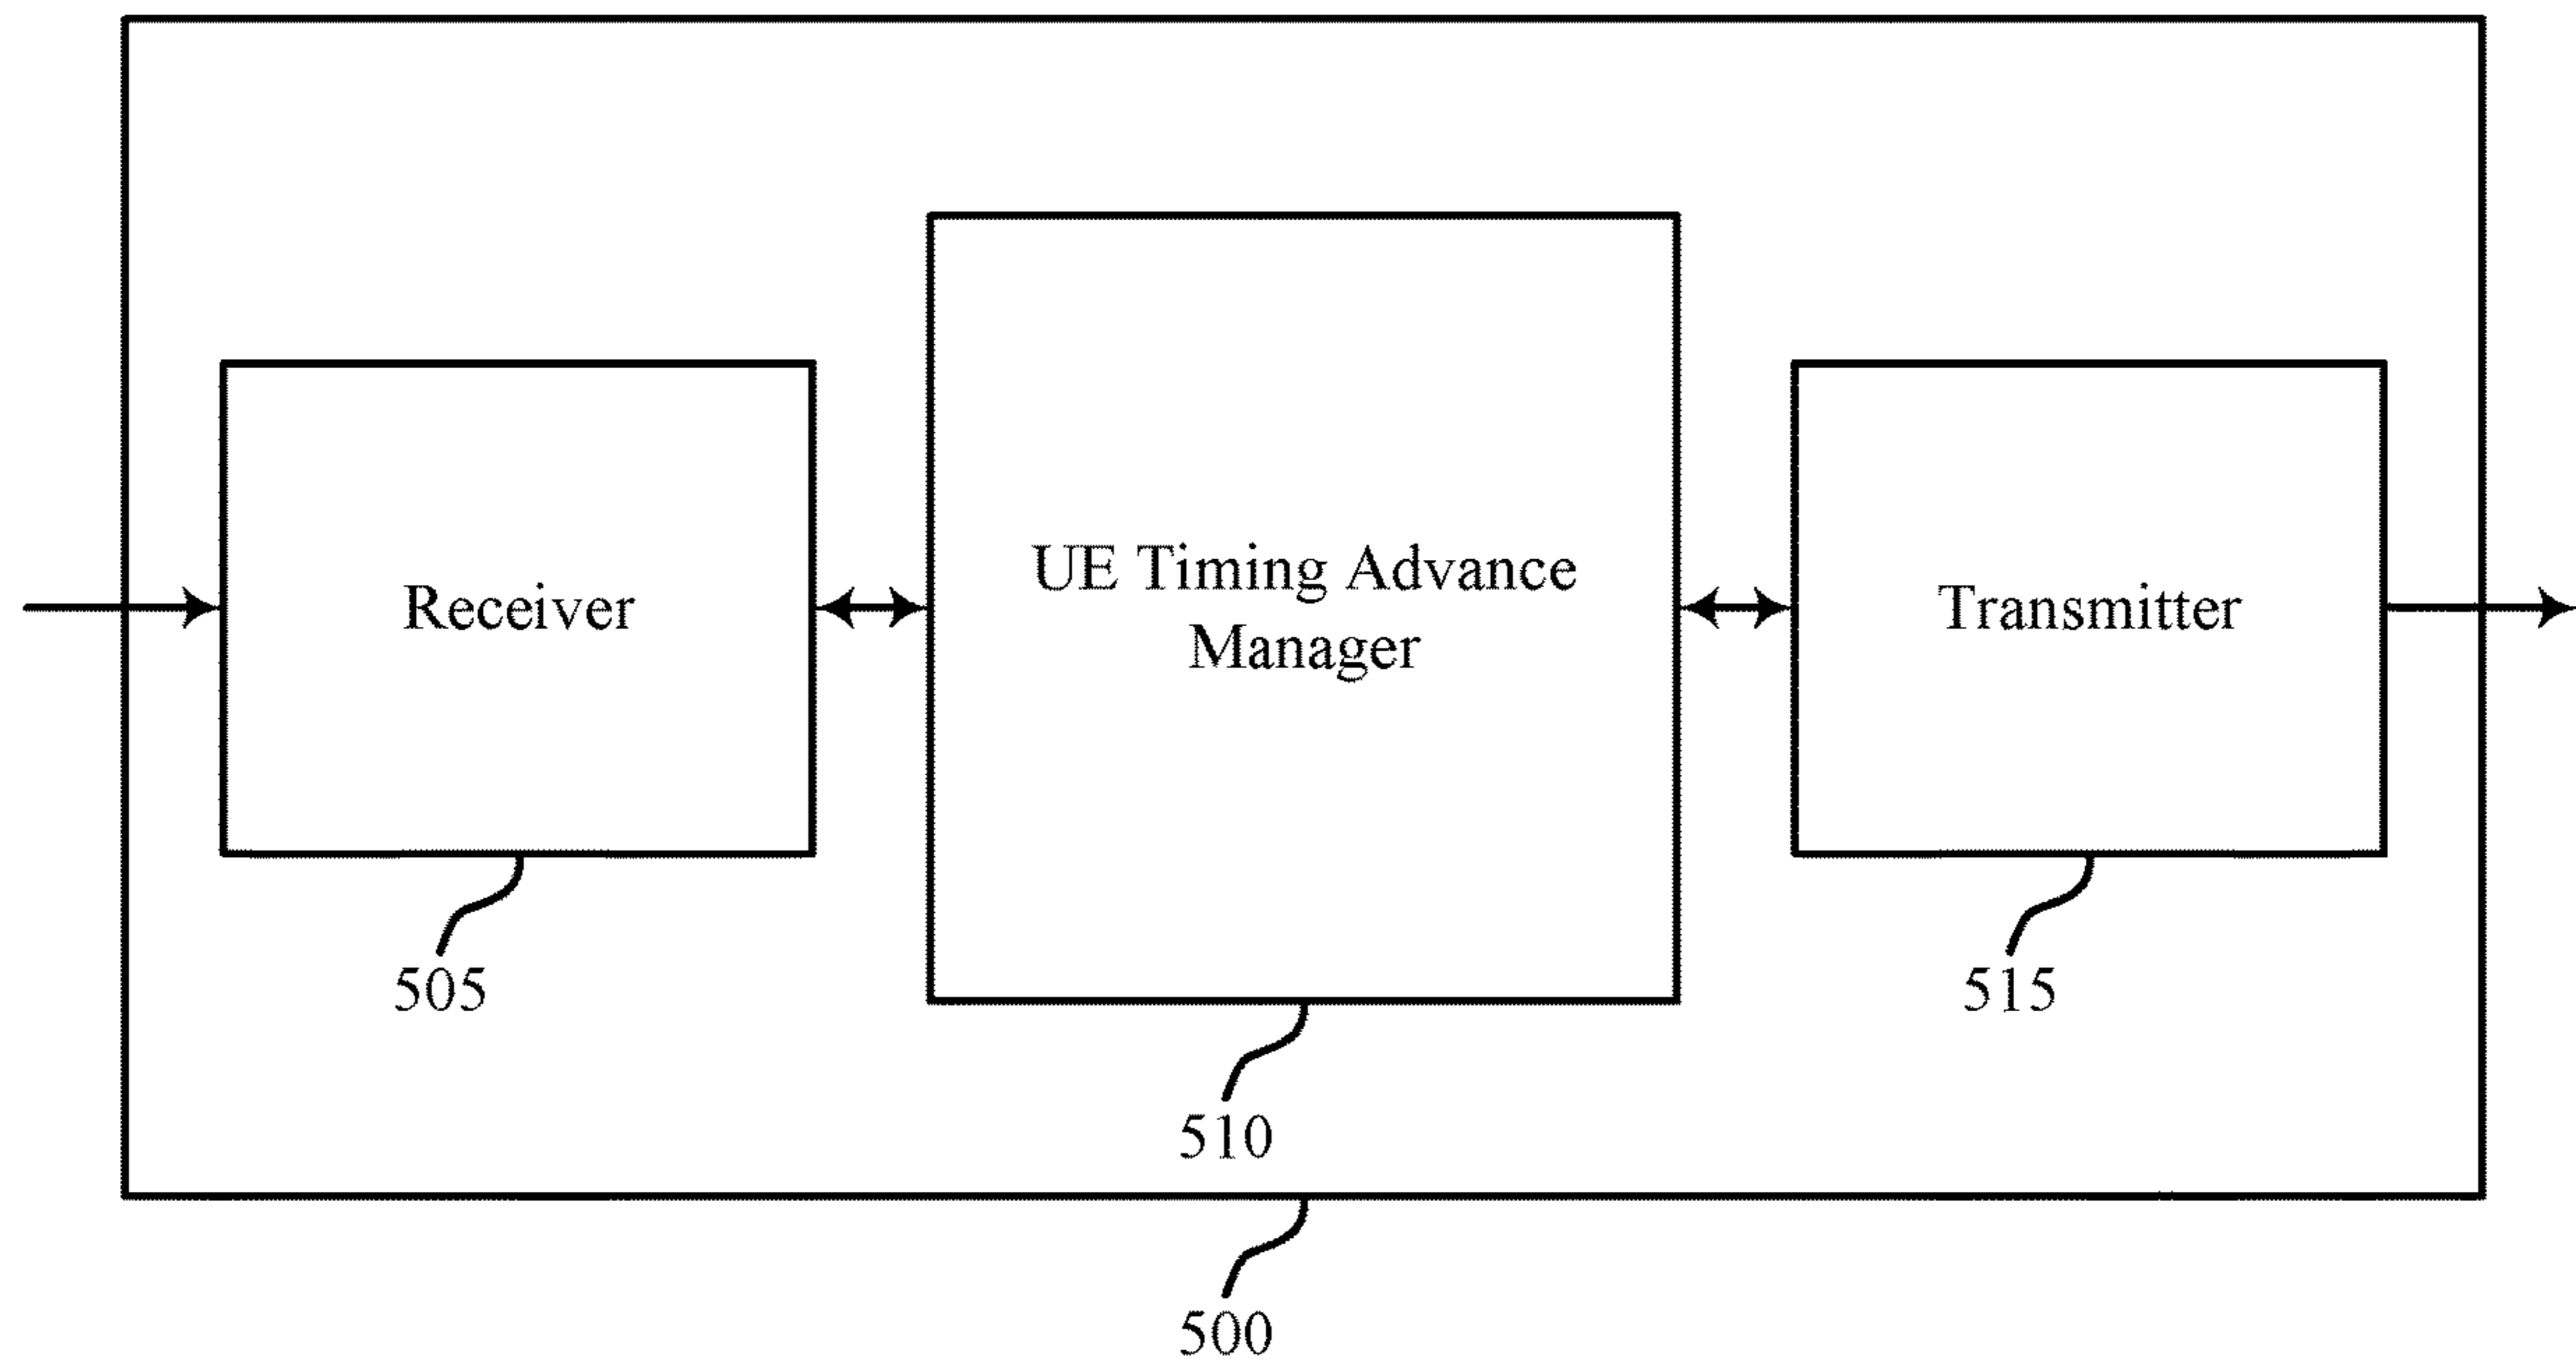 Receiver
UE Timing Advance
Manager
Transmitter
505
515
510
500